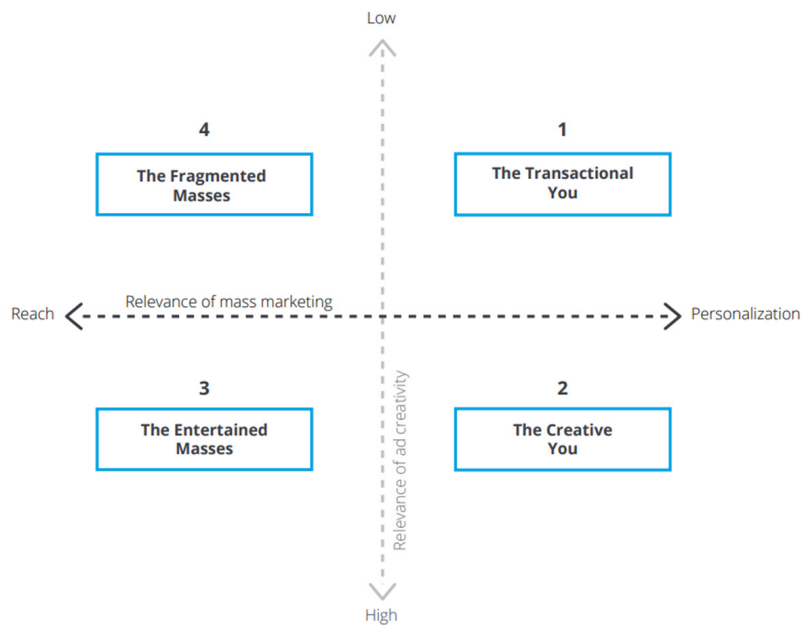 Low
4
1
The Fragmented
Masses
The Transactional
You
Relevance of mass marketing
Reach
Personalization
3
2
The Entertained
Masses
The Creative
You
Relevance of ad creativity
High